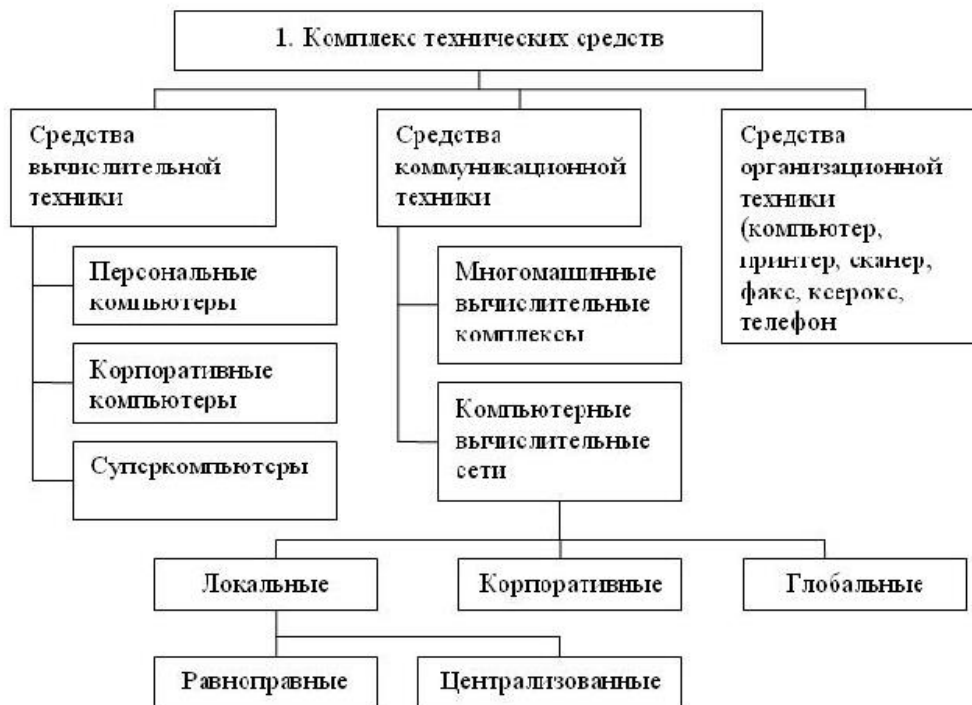 1. Комплекс технических средств
Средства
вычислительной
техники
Персональные
компьютеры
Корпоративные
компьютеры
Суперкомпьютеры
Средства
коммуникационной
техники
Многомашинные
вычислительные
комплексы
Компьютерные
вычислительные
сети
Средства
организационной
техники
(компьютер,
принтер, сканер,
факс, ксерокс,
телефон
Локальные
Корпоративные
Глобальные
Равноправные
Централизованные